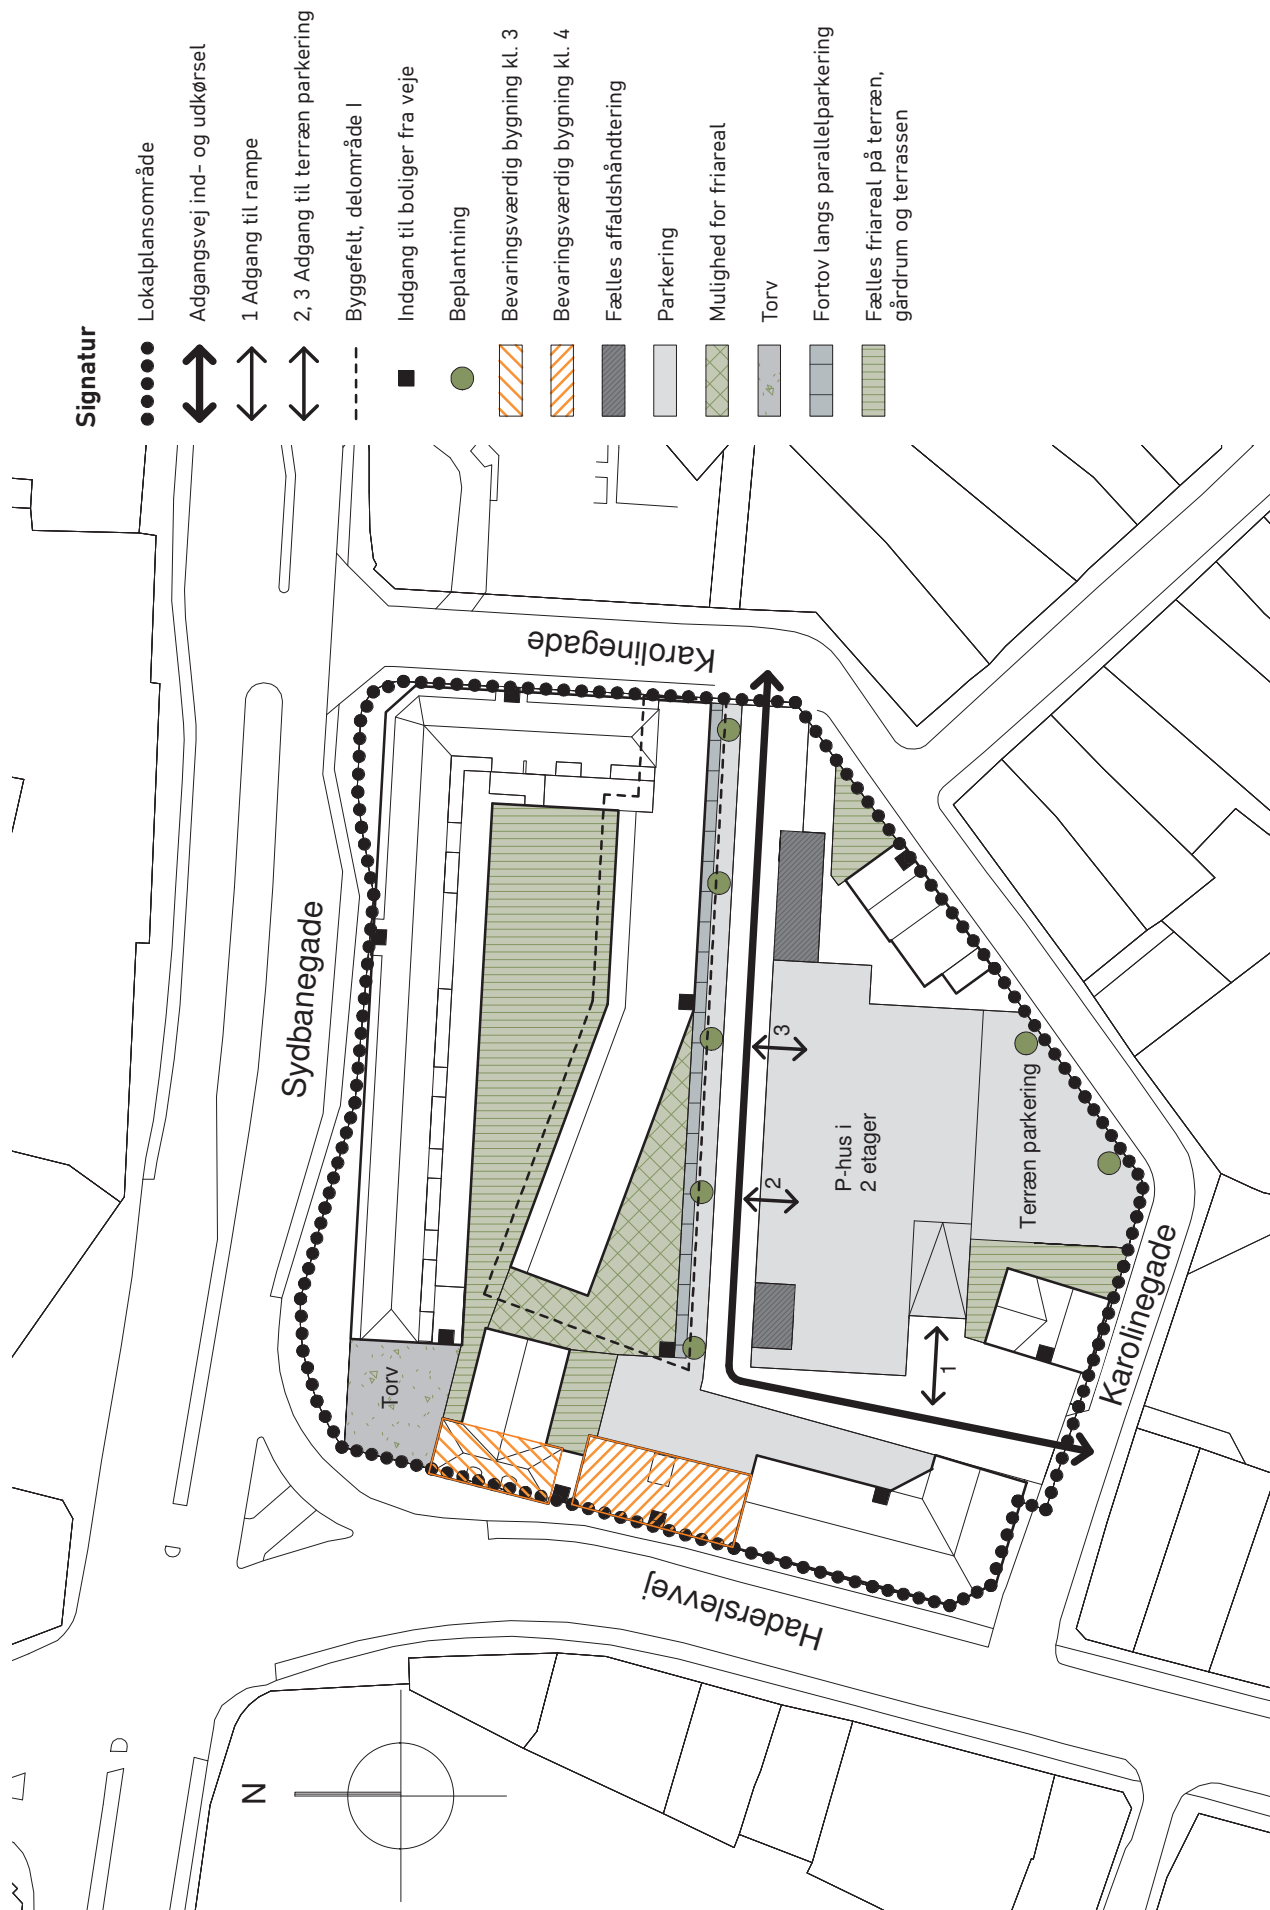 Signatur
Lokalplansområde
Adgangsvej ind- og udkørsel
1 Adgang til rampe
2, 3 Adgang til terræn parkering
Byggefelt, delområde I
Indgang til boliger fra veje
Beplantning
Bevaringsværdig bygning kl. 3
Bevaringsværdig bygning kl. 4
Fælles affaldshåndtering
Parkering
Mulighed for friareal
Torv
Fortov langs parallelparkering
Fælles friareal på terræn,
gårdrum og terrassen
Sydbanegade
Karolinegade
Torv
3
2
P-hus i
2 etager
Terræn parkering
1
Karolinegade
Haderslevvej
N